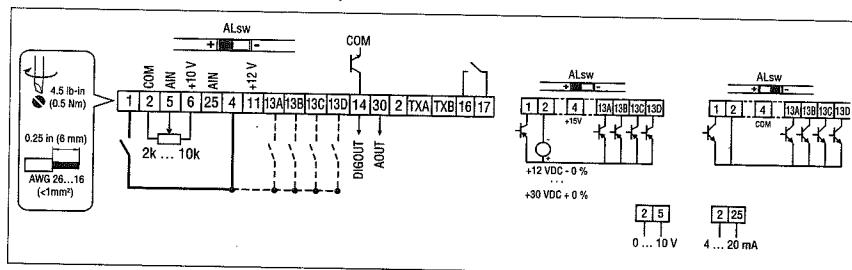 ALsw
+ -
COM
4.5 lb-in
(0.5 Nm)
0.25 in (6 mm)
AWG 26...16
(<1mm²)
COM
AIN
+10 V
AIN
+12 V
1 2 5 6 25 4 11 13A 13B 13C 13D 14 30 2 TXA TXB 16 17
2k ... 10k
DIGOUT
AOUT
ALsw
+ -
1 2 4 13A 13B 13C 13D
+15V
+12 VDC - 0 %
...
+30 VDC + 0 %
ALsw
+ -
1 2 4 13A 13B 13C 13D
COM
2 5
0 ... 10 V
2 25
4 ... 20 mA